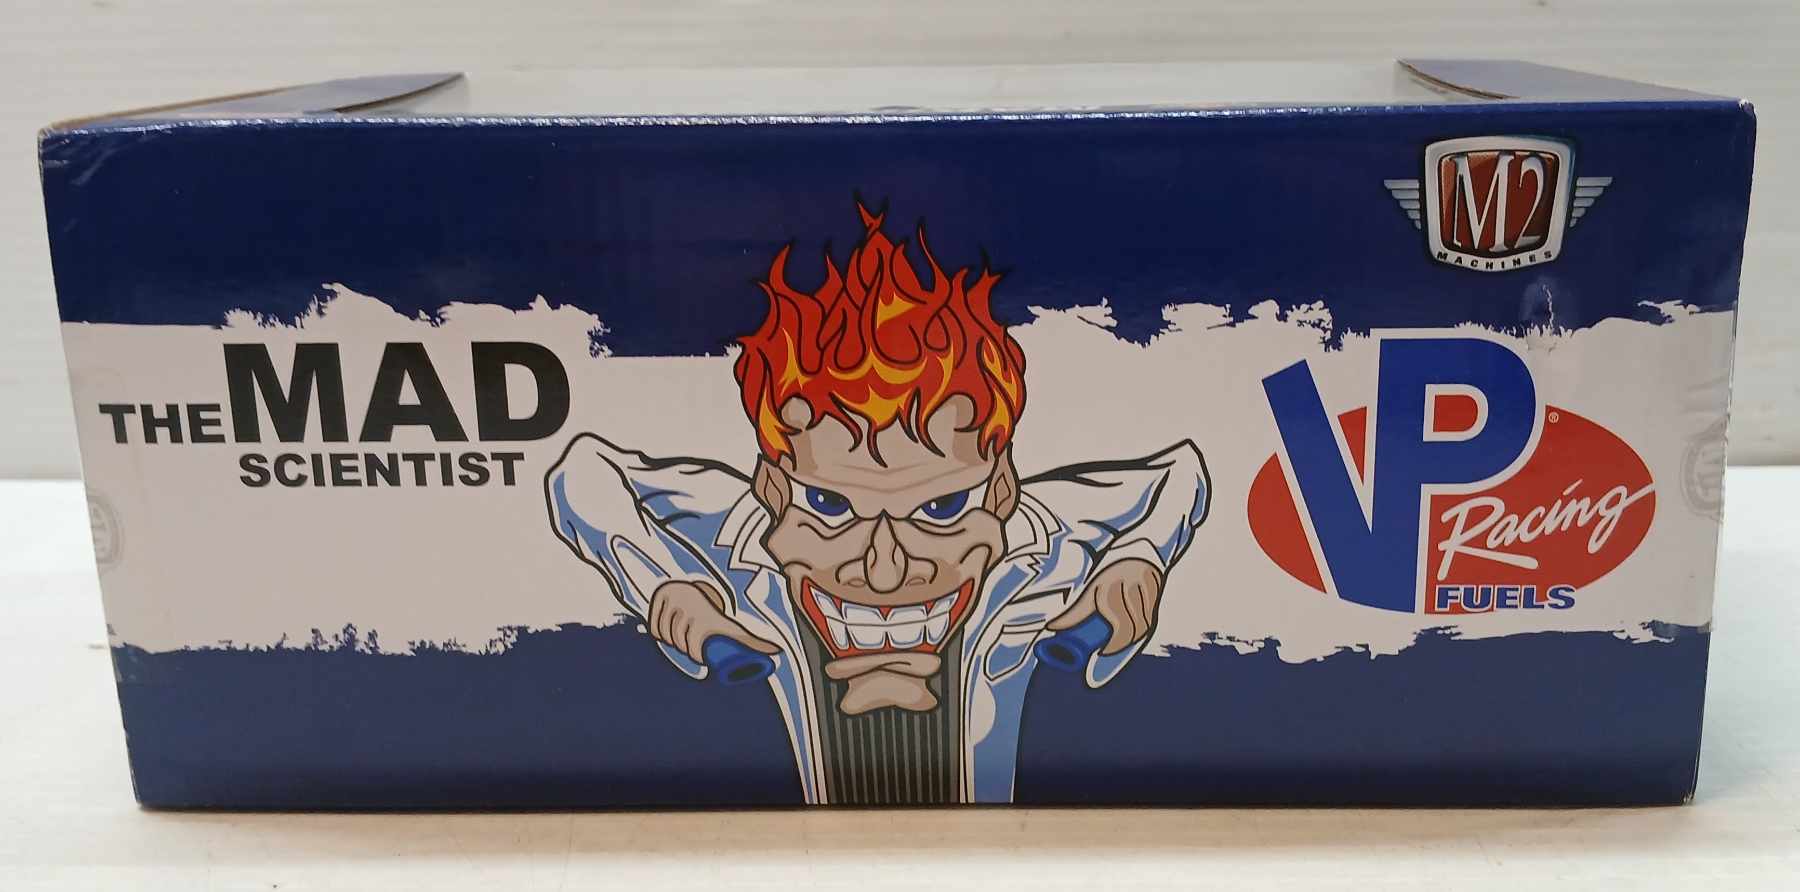 M2
MACHINES
THE MAD
SCIENTIST
VP
Racing
FUELS
®